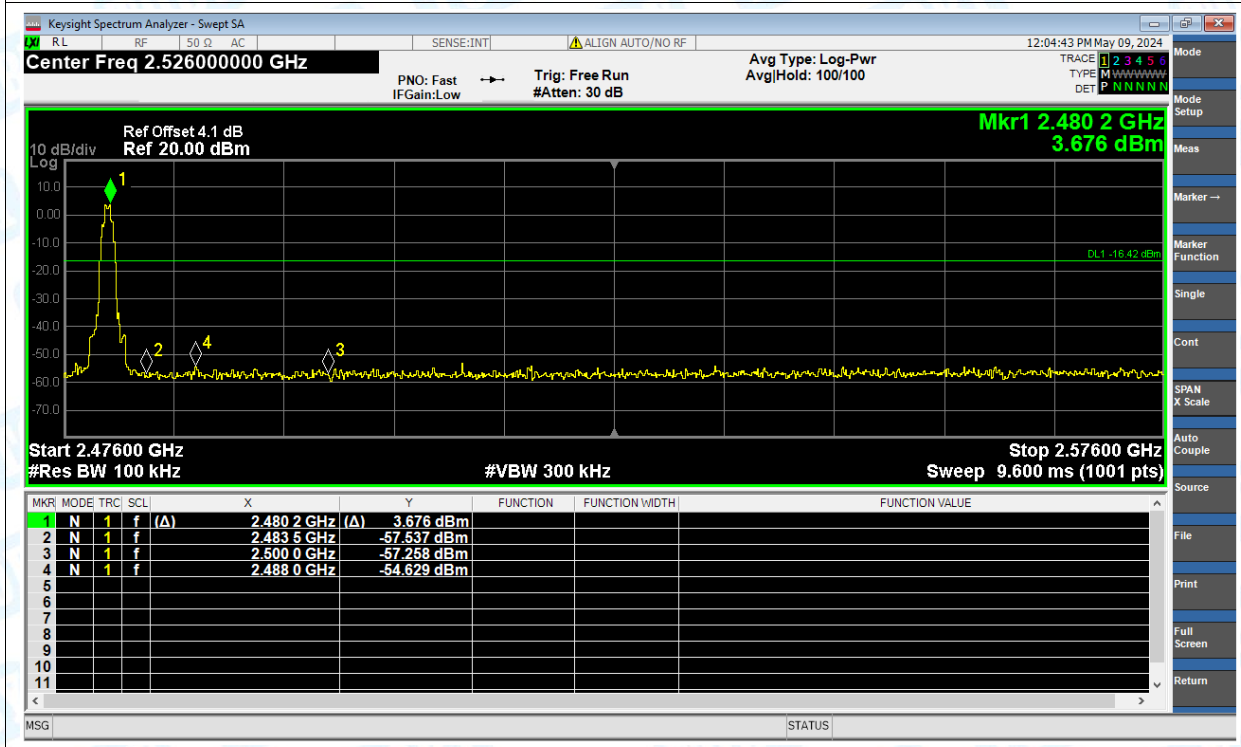 Keysight Spectrum Analyzer - Swept SA
LXI RL RF 50 Ω AC SENSE:INT ALIGN AUTO/NO RF 12:04:43 PM May 09, 2024
Center Freq 2.526000000 GHz
PNO: Fast
IFGain:Low
Trig: Free Run
#Atten: 30 dB
Avg Type: Log-Pwr
Avg|Hold: 100/100
TRACE 1 2 3 4 5 6
TYPE M WWWWW
DET P N N N N N
Mkr1 2.480 2 GHz
3.676 dBm
Ref Offset 4.1 dB
10 dB/div Ref 20.00 dBm
Log
10.0
0.00
-10.0
-20.0
-30.0
-40.0
-50.0
-60.0
-70.0
1
2
4
3
DL1 -16.42 dBm
Start 2.47600 GHz Stop 2.57600 GHz
#Res BW 100 kHz #VBW 300 kHz Sweep 9.600 ms (1001 pts)
MKR MODE TRC SCL X Y FUNCTION FUNCTION WIDTH FUNCTION VALUE
1 N 1 f (Δ) 2.480 2 GHz (Δ) 3.676 dBm
2 N 1 f 2.483 5 GHz -57.537 dBm
3 N 1 f 2.500 0 GHz -57.258 dBm
4 N 1 f 2.488 0 GHz -54.629 dBm
5
6
7
8
9
10
11
MSG STATUS
Mode
Mode
Setup
Meas
Marker →
Marker
Function
Single
Cont
SPAN
X Scale
Auto
Couple
Source
File
Print
Full
Screen
Return